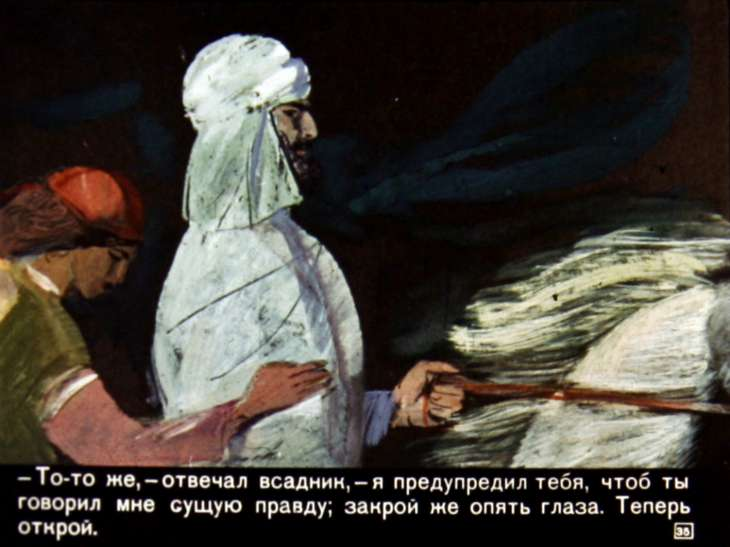 – То-то же, – отвечал всадник, – я предупредил тебя, чтоб ты
говорил мне сущую правду; закрой же опять глаза. Теперь
открой.
35